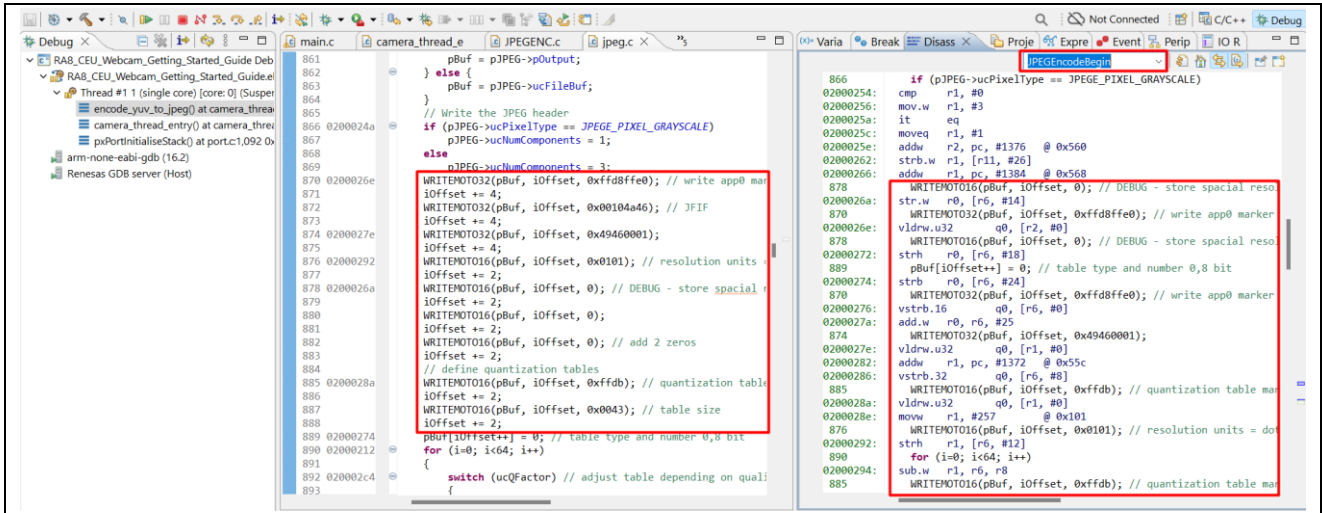 Not Connected
C/C++
Debug
Debug
RA8_CEU_Webcam_Getting_Started_Guide Deb
RA8_CEU_Webcam_Getting_Started_Guide.el
Thread #1 1 (single core) [core: 0] (Susper
encode_yuv_to_jpeg() at camera_threa
camera_thread_entry() at camera_thre
pxPortInitialiseStack() at port.c:1,092 0x
arm-none-eabi-gdb (16.2)
Renesas GDB server (Host)
main.c
camera_thread_e
JPEGENC.c
jpeg.c
»5
861 pBuf = pJPEG->pOutput;
862 } else {
863 pBuf = pJPEG->ucFileBuf;
864 }
865 // Write the JPEG header
866 0200024a if (pJPEG->ucPixelType == JPEGE_PIXEL_GRAYSCALE)
867 pJPEG->ucNumComponents = 1;
868 else
869 pJPEG->ucNumComponents = 3;
870 0200026e WRITEMOTO32(pBuf, iOffset, 0xffd8ffe0); // write app0 mar
871 iOffset += 4;
872 WRITEMOTO32(pBuf, iOffset, 0x00104a46); // JFIF
873 iOffset += 4;
874 0200027e WRITEMOTO32(pBuf, iOffset, 0x49460001);
875 iOffset += 4;
876 02000292 WRITEMOTO16(pBuf, iOffset, 0x0101); // resolution units =
877 iOffset += 2;
878 0200026a WRITEMOTO16(pBuf, iOffset, 0); // DEBUG - store spacial r
879 iOffset += 2;
880 WRITEMOTO16(pBuf, iOffset, 0);
881 iOffset += 2;
882 WRITEMOTO16(pBuf, iOffset, 0); // add 2 zeros
883 iOffset += 2;
884 // define quantization tables
885 0200028a WRITEMOTO16(pBuf, iOffset, 0xffdb); // quantization table
886 iOffset += 2;
887 WRITEMOTO16(pBuf, iOffset, 0x0043); // table size
888 iOffset += 2;
889 02000274 pBuf[iOffset++] = 0; // table type and number 0,8 bit
890 02000212 for (i=0; i<64; i++)
891 {
892 020002c4 switch (ucQFactor) // adjust table depending on quali
893 {
Varia
Break
Disass
Proje
Expre
Event
Perip
IO R
JPEGEncodeBegin
866 if (pJPEG->ucPixelType == JPEGE_PIXEL_GRAYSCALE)
02000254: cmp r1, #0
02000256: mov.w r1, #3
0200025a: it eq
0200025c: moveq r1, #1
0200025e: addw r2, pc, #1376 @ 0x560
02000262: strb.w r1, [r11, #26]
02000266: addw r1, pc, #1384 @ 0x568
878 WRITEMOTO16(pBuf, iOffset, 0); // DEBUG - store spacial resol
0200026a: str.w r0, [r6, #14]
870 WRITEMOTO32(pBuf, iOffset, 0xffd8ffe0); // write app0 marker
0200026e: vldrw.u32 q0, [r2, #0]
878 WRITEMOTO16(pBuf, iOffset, 0); // DEBUG - store spacial resol
02000272: strh r0, [r6, #18]
889 pBuf[iOffset++] = 0; // table type and number 0,8 bit
02000274: strb r0, [r6, #24]
870 WRITEMOTO32(pBuf, iOffset, 0xffd8ffe0); // write app0 marker
02000276: vstrb.16 q0, [r6, #0]
0200027a: add.w r0, r6, #25
874 WRITEMOTO32(pBuf, iOffset, 0x49460001);
0200027e: vldrw.u32 q0, [r1, #0]
02000282: addw r1, pc, #1372 @ 0x55c
02000286: vstrb.32 q0, [r6, #8]
885 WRITEMOTO16(pBuf, iOffset, 0xffdb); // quantization table mar
0200028a: vldrw.u32 q0, [r1, #0]
0200028e: movw r1, #257 @ 0x101
876 WRITEMOTO16(pBuf, iOffset, 0x0101); // resolution units = dot
02000292: strh r1, [r6, #12]
890 for (i=0; i<64; i++)
02000294: sub.w r1, r6, r8
885 WRITEMOTO16(pBuf, iOffset, 0xffdb); // quantization table mar